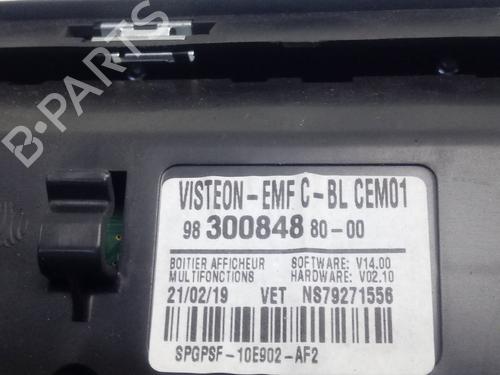 B-PARTS
VISTEON-EMF C-BL CEM01
98 300848 80-00
BOITIER AFFICHEUR SOFTWARE: V14.00
MULTIFONCTIONS HARDWARE: V02.10
21/02/19 VET NS79271556
SPGPSF-10E902-AF2